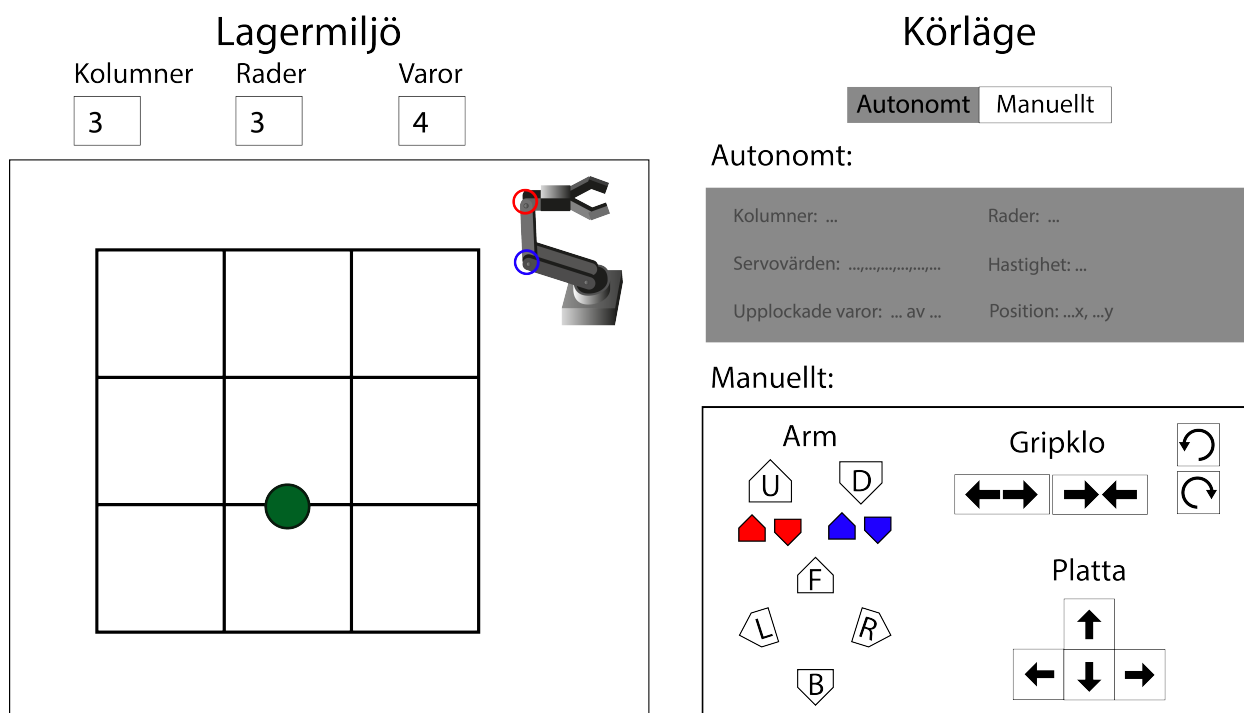 Lagermiljö
Kolumner Rader Varor
3 3 4
Körläge
Autonomt Manuellt
Autonomt:
Kolumner: ... Rader: ...
Servovärden: ...,...,...,...,...,... Hastighet: ...
Upplockade varor: ... av ... Position: ...x, ...y
Manuellt:
Arm
U D
F
L R
B
Gripklo
Platta